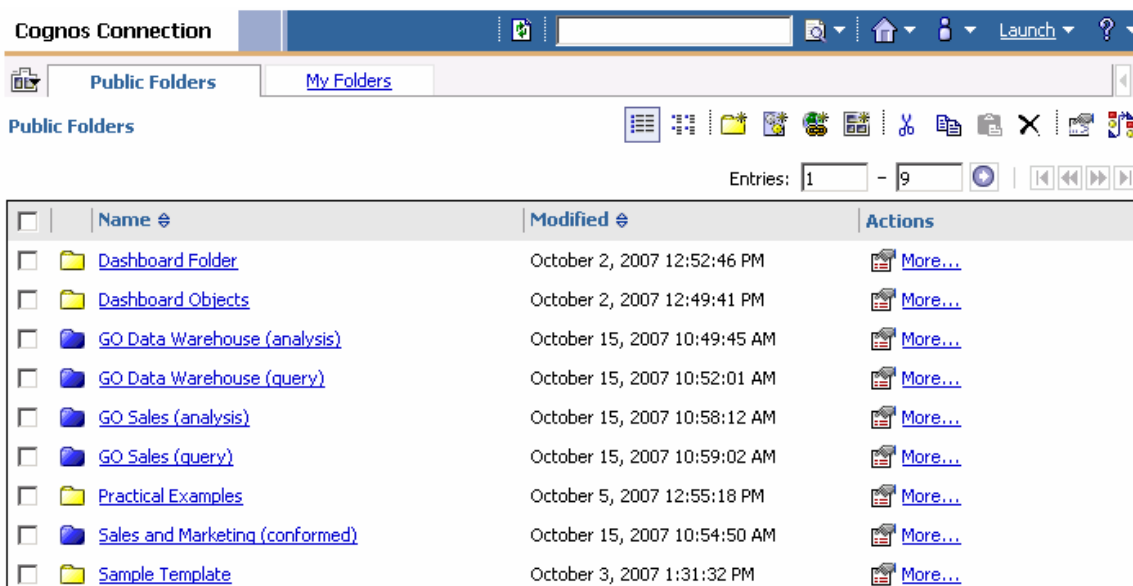 Cognos Connection Launch ?
Public Folders My Folders
Public Folders
Entries: 1 - 9
Name Modified Actions
Dashboard Folder October 2, 2007 12:52:46 PM More...
Dashboard Objects October 2, 2007 12:49:41 PM More...
GO Data Warehouse (analysis) October 15, 2007 10:49:45 AM More...
GO Data Warehouse (query) October 15, 2007 10:52:01 AM More...
GO Sales (analysis) October 15, 2007 10:58:12 AM More...
GO Sales (query) October 15, 2007 10:59:02 AM More...
Practical Examples October 5, 2007 12:55:18 PM More...
Sales and Marketing (conformed) October 15, 2007 10:54:50 AM More...
Sample Template October 3, 2007 1:31:32 PM More...